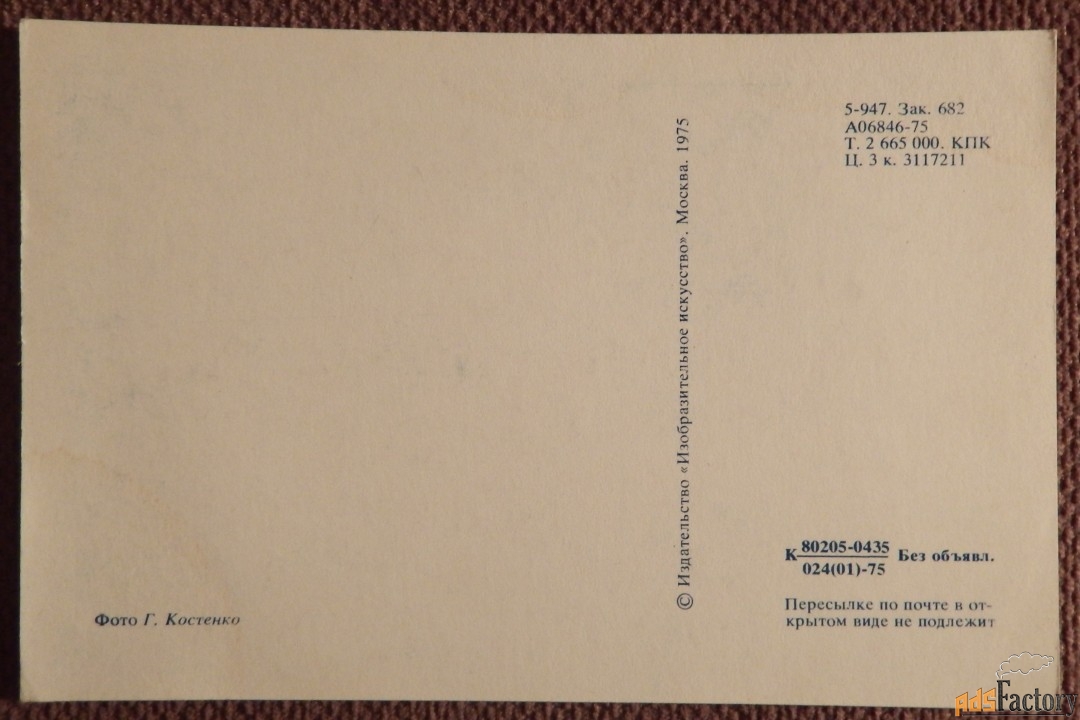 5-947. Зак. 682
А06846-75
Т. 2 665 000. КПК
Ц. 3 к. 3117211
© Издательство «Изобразительное искусство». Москва. 1975
К 80205-0435 Без объявл.
024(01)-75
Пересылке по почте в от-
крытом виде не подлежит
Фото Г. Костенко
AdsFactory